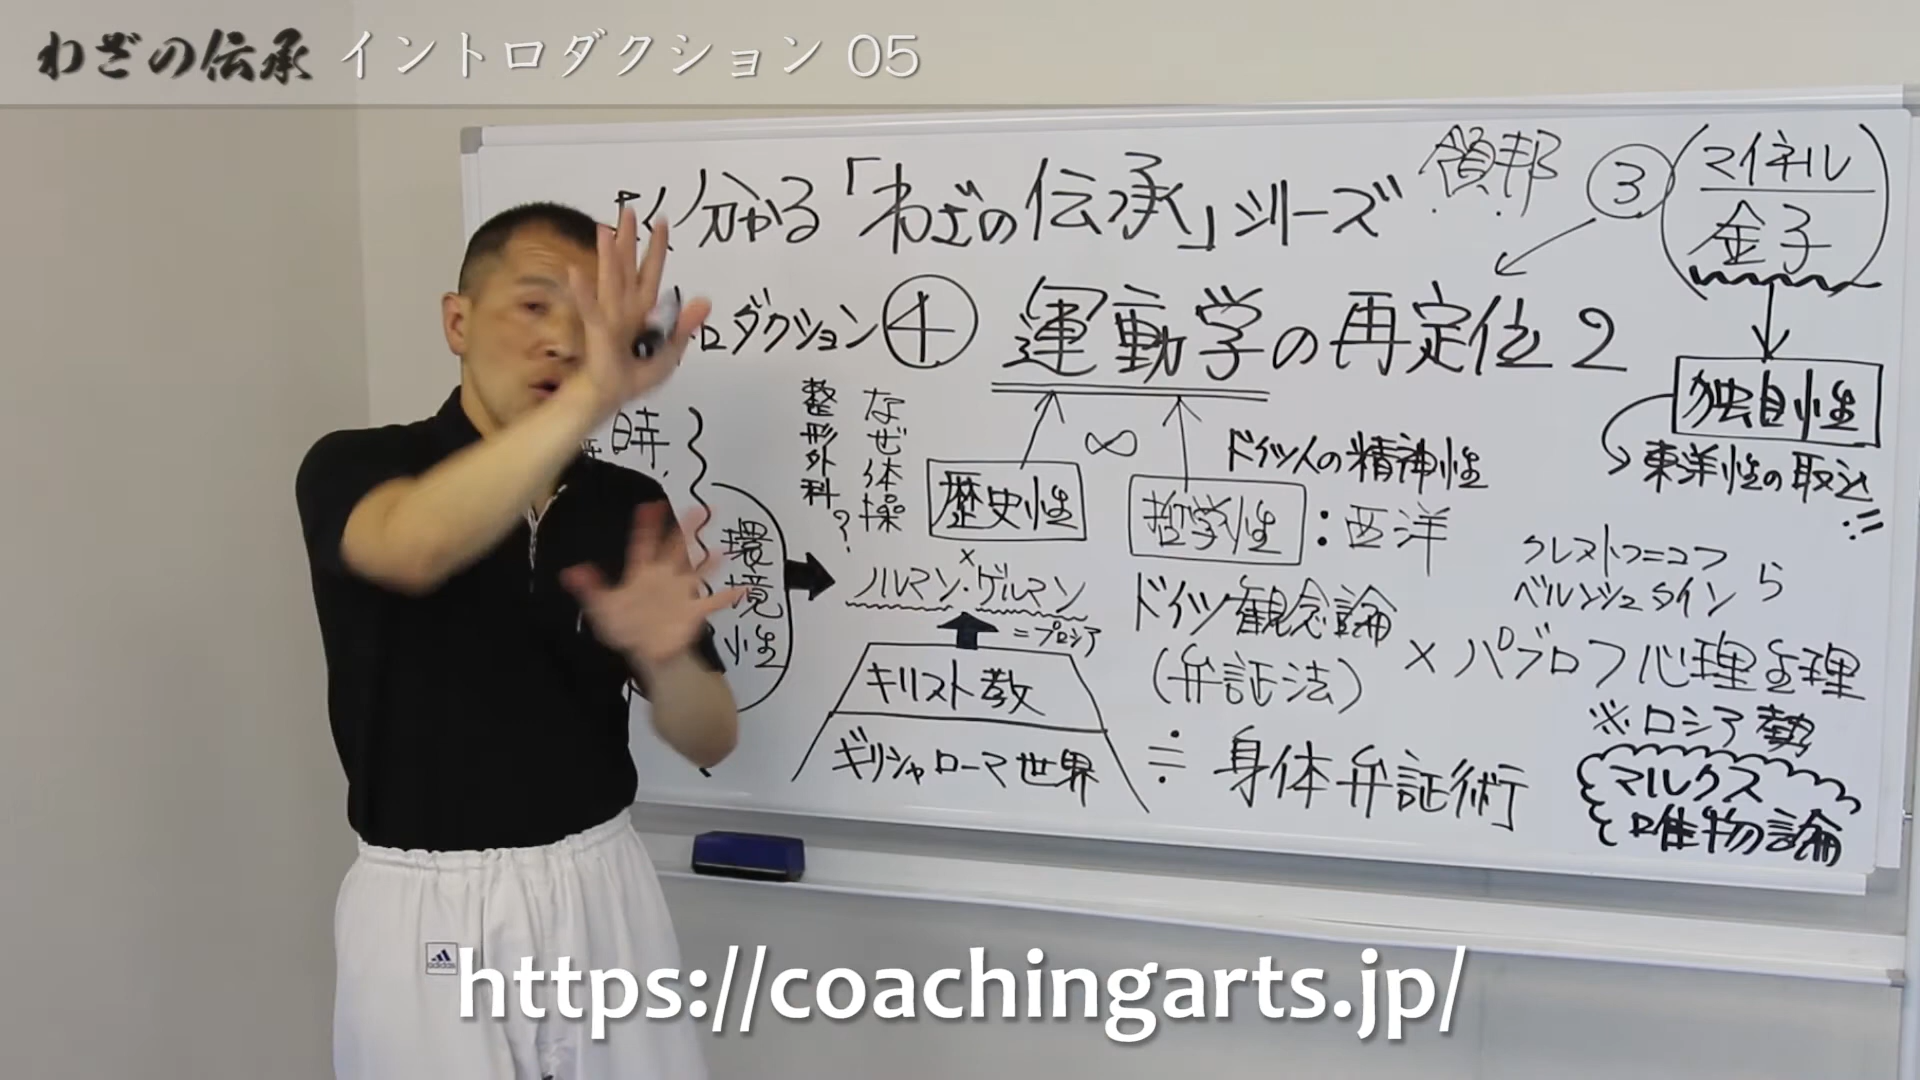 わざの伝承 イントロダクション 05
よく分かる「わざの伝承」シリーズ
領邦
③
マイネル
金子
ロダクション④ 運動学の再定位2
独自性
東洋性の取込
!!
時
環境性
整形外科
なぜ体操?
歴史性
∞
哲学性：西洋
ドイツ人の精神性
×
ノルマン・ゲルマン
=プロシア
キリスト教
ギリシャローマ世界
ドイツ観念論
(弁証法)
≒ 身体弁証術
クレストフニコフ
ベルンシュタイン ら
× パブロフ心理生理
※ロシア勢
マルクス
唯物論
adidas
https://coachingarts.jp/